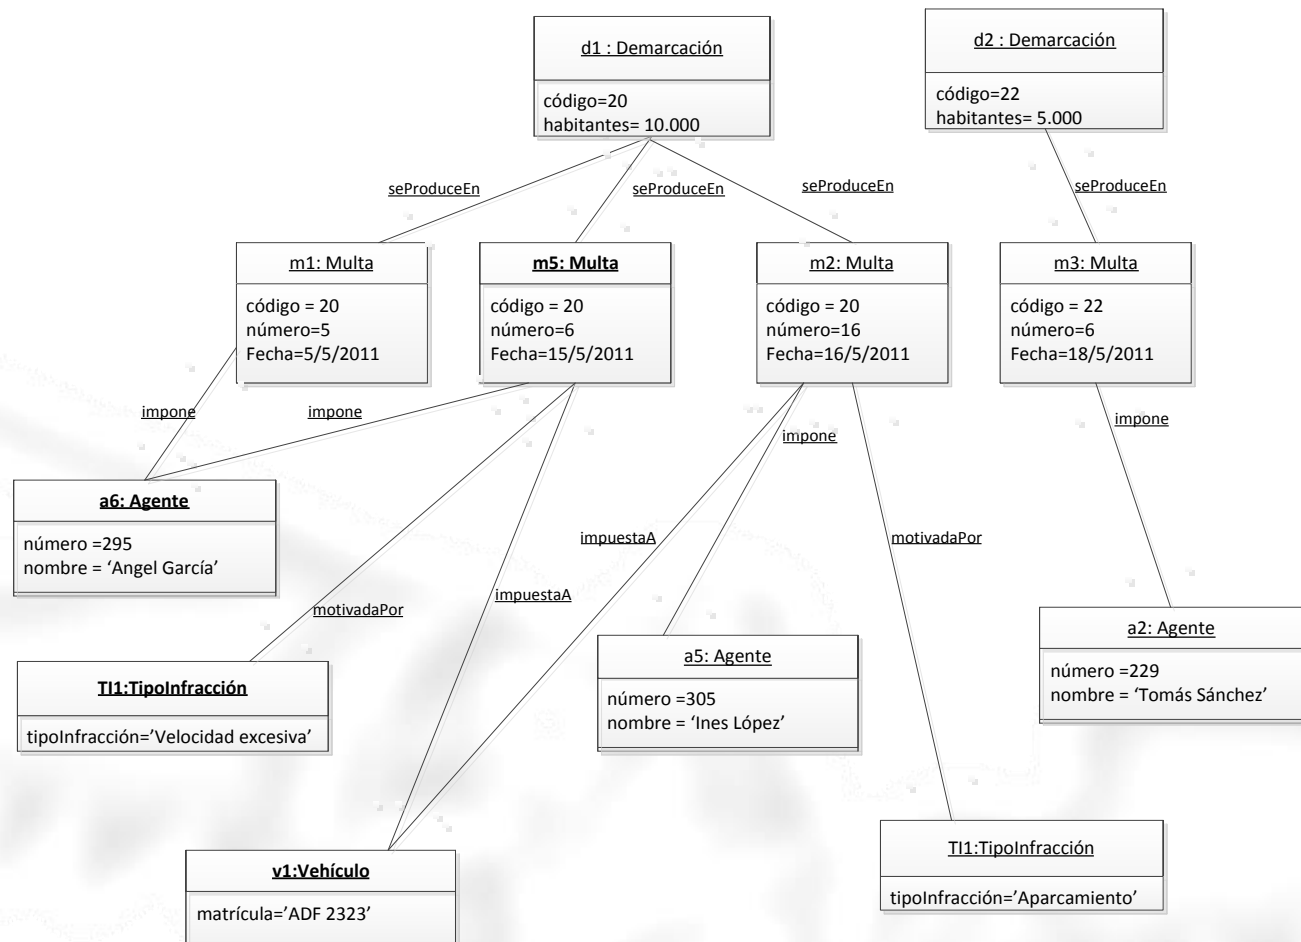 d1 : Demarcación
código=20
habitantes= 10.000
d2 : Demarcación
código=22
habitantes= 5.000
seProduceEn
seProduceEn
seProduceEn
seProduceEn
m1: Multa
código = 20
número=5
Fecha=5/5/2011
m5: Multa
código = 20
número=6
Fecha=15/5/2011
m2: Multa
código = 20
número=16
Fecha=16/5/2011
m3: Multa
código = 22
número=6
Fecha=18/5/2011
impone
impone
impone
impone
a6: Agente
número =295
nombre = ‘Angel García’
impuestaA
motivadaPor
impuestaA
motivadaPor
a5: Agente
número =305
nombre = ‘Ines López’
a2: Agente
número =229
nombre = ‘Tomás Sánchez’
TI1:TipoInfracción
tipoInfracción=’Velocidad excesiva’
v1:Vehículo
matrícula=’ADF 2323’
TI1:TipoInfracción
tipoInfracción=’Aparcamiento’